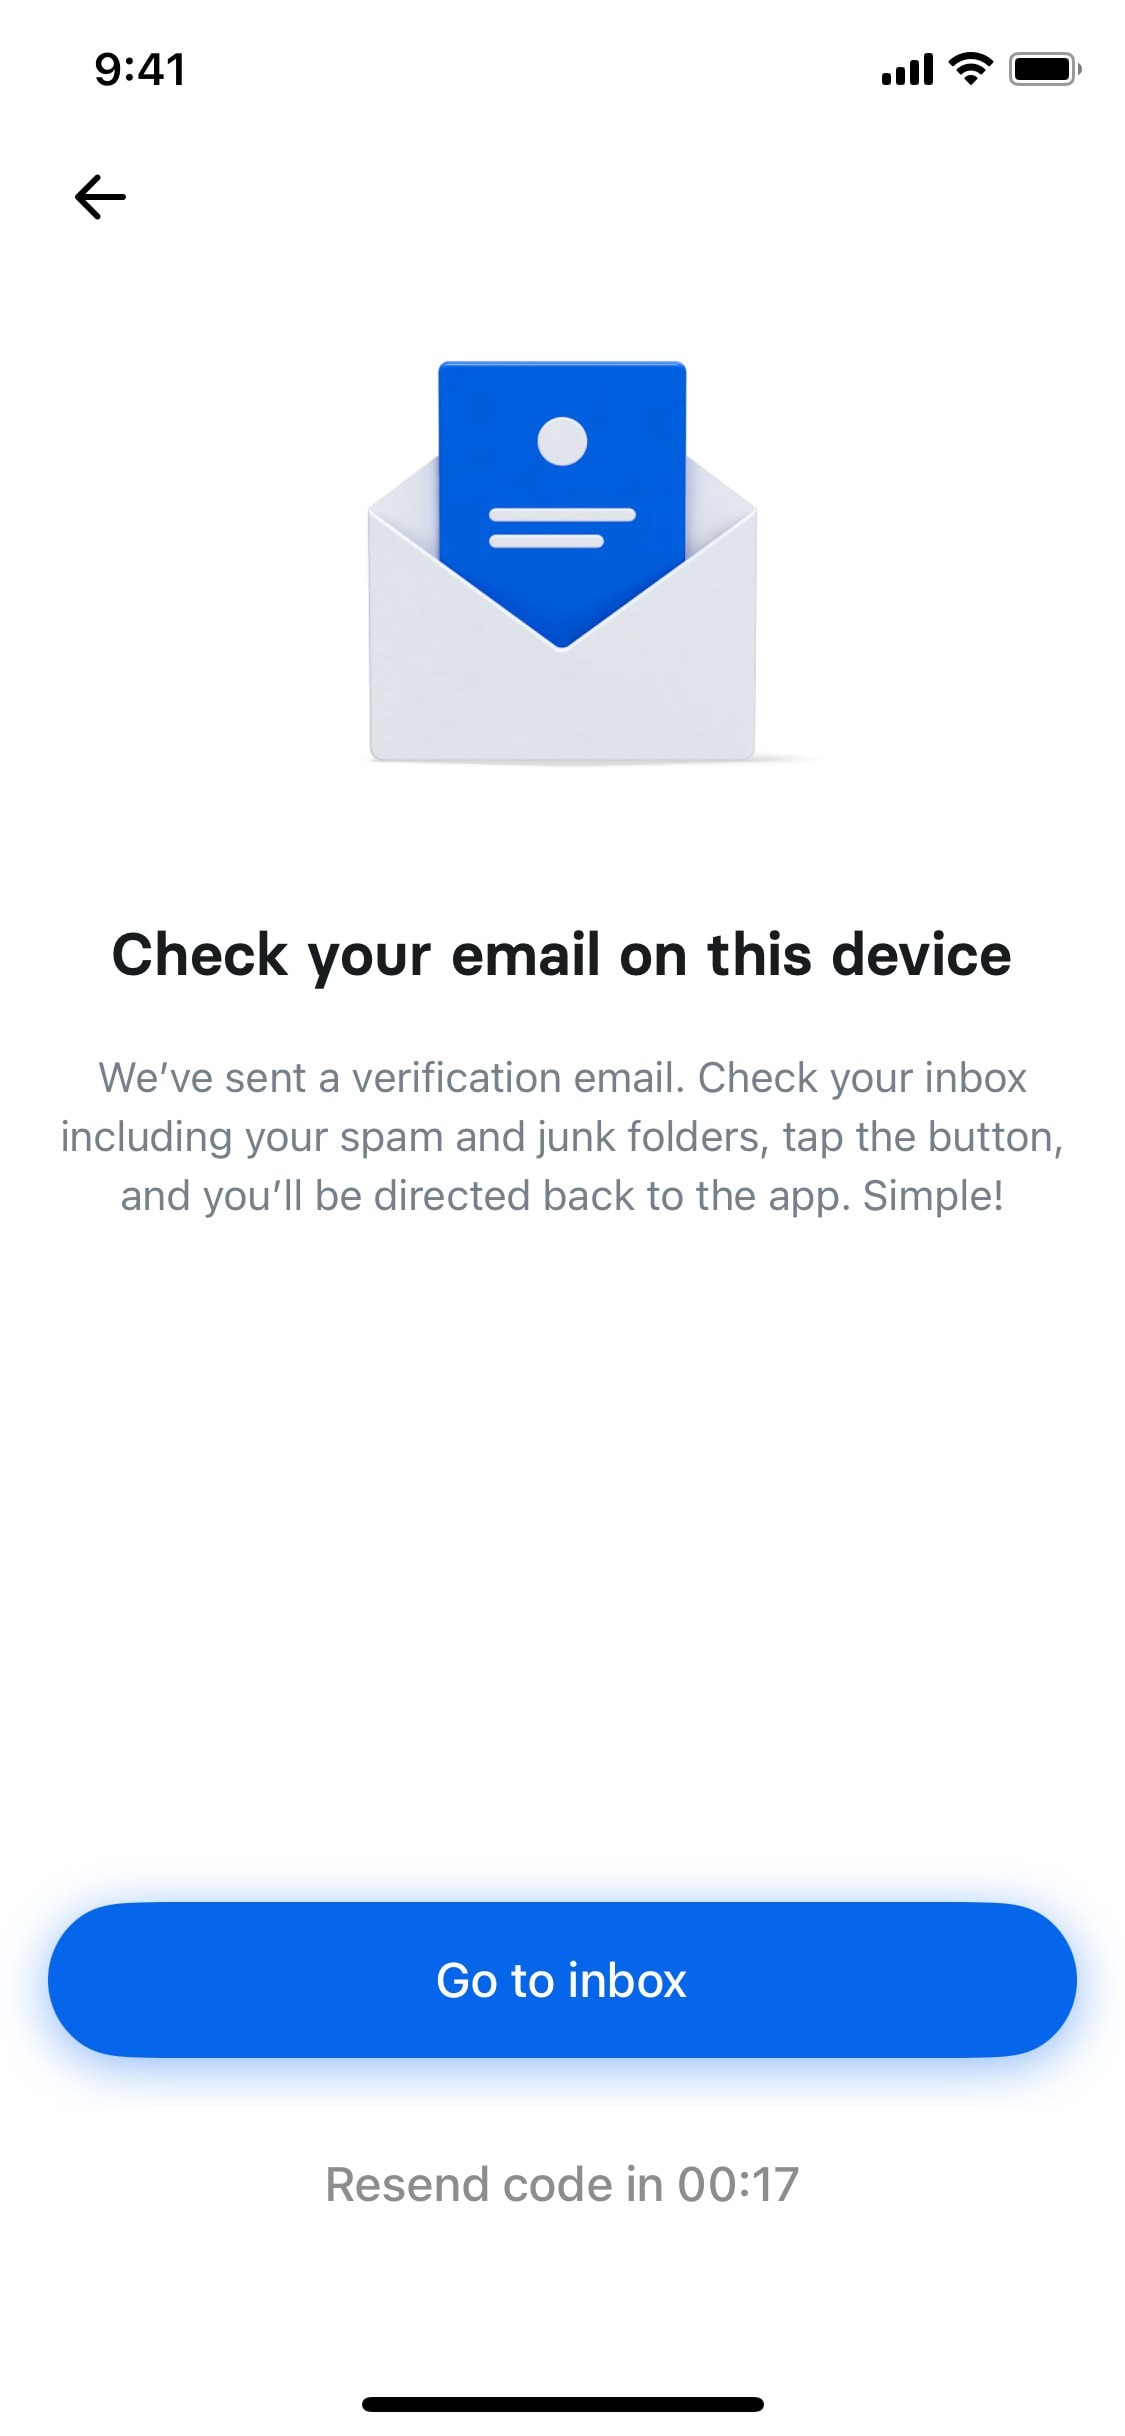 9:41
Check your email on this device
We’ve sent a verification email. Check your inbox
including your spam and junk folders, tap the button,
and you’ll be directed back to the app. Simple!
Go to inbox
Resend code in 00:17